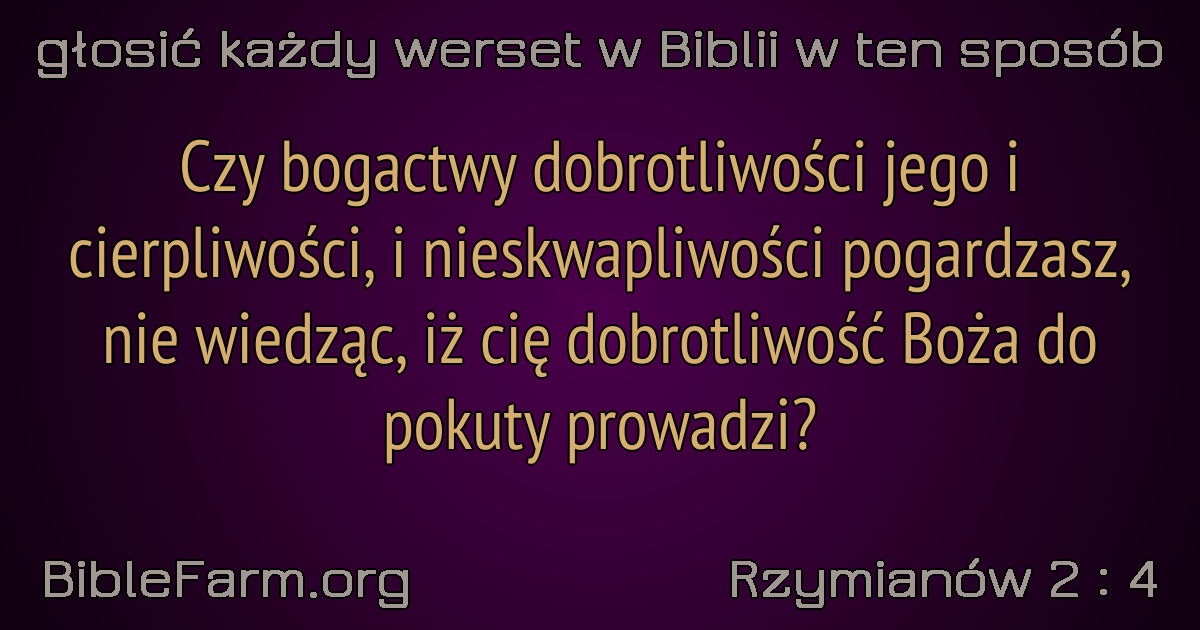 głosić każdy werset w Biblii w ten sposób
Czy bogactwy dobrotliwości jego i
cierpliwości, i nieskwapliwości pogardzasz,
nie wiedząc, iż cię dobrotliwość Boża do
pokuty prowadzi?
BibleFarm.org
Rzymianów 2 : 4